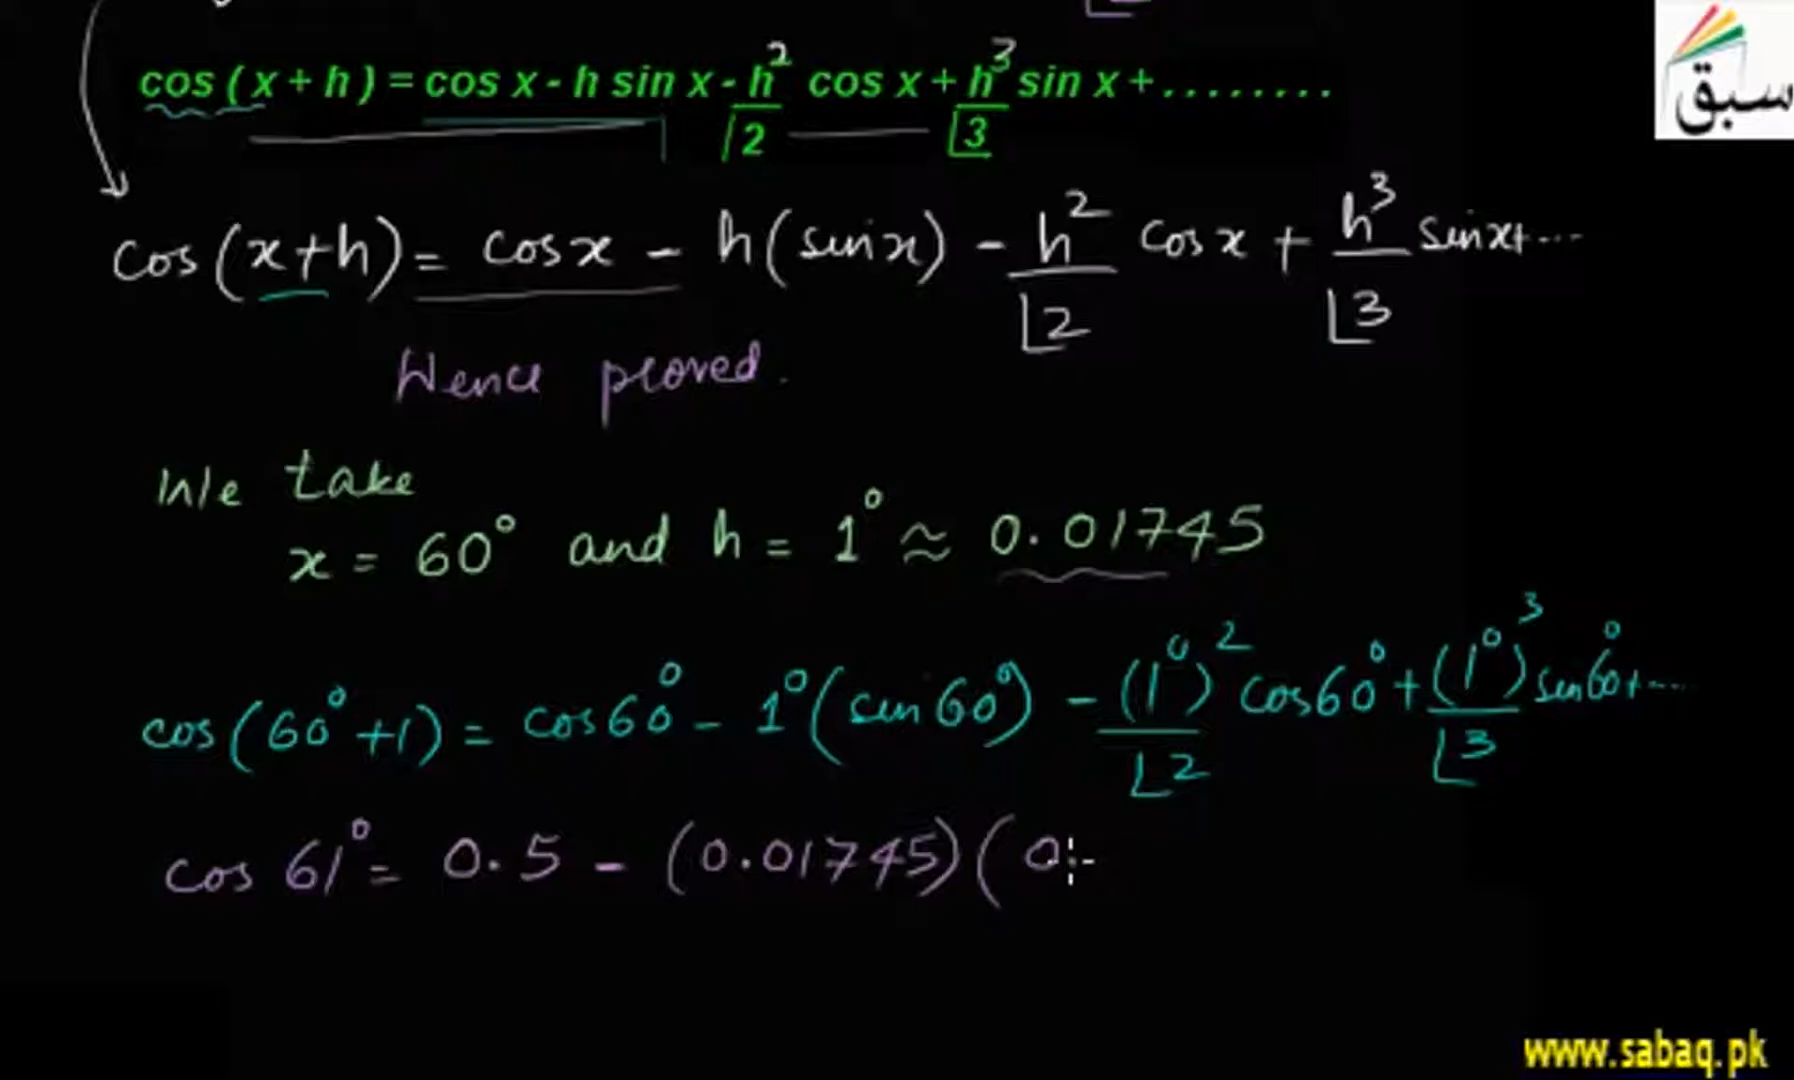 سبق
cos ( x + h ) = cos x - h sin x - h² / ⌊2 cos x + h³ / ⌊3 sin x + ........
cos (x+h) = cos x - h (sin x) - h² / ⌊2 cos x + h³ / ⌊3 sin x + ...
Hence proved.
We take
x = 60° and h = 1° ≈ 0.01745
cos (60° + 1) = cos 60° - 1° (sin 60°) - (1°)² / ⌊2 cos 60° + (1°)³ / ⌊3 sin 60° + ...
cos 61° = 0.5 - (0.01745) (0.
www.sabaq.pk